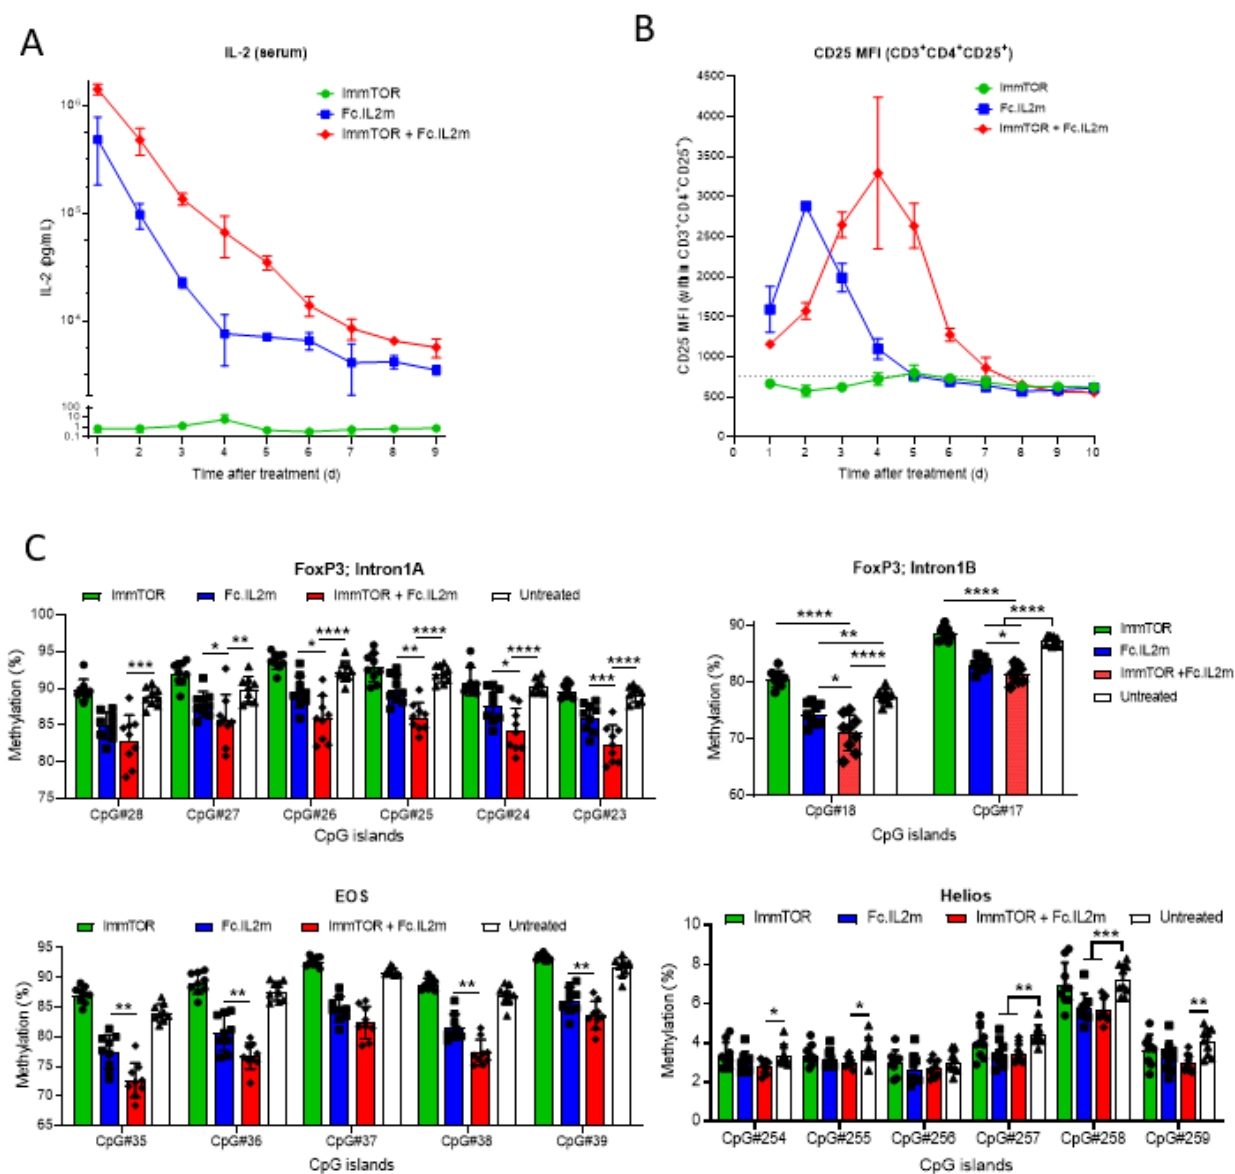 A
IL-2 (serum)
ImmTOR
Fc.IL2m
ImmTOR + Fc.IL2m
IL-2 (pg/mL)
10⁶
10⁵
10⁴
100
10
1
0.1
1 2 3 4 5 6 7 8 9
Time after treatment (d)
B
CD25 MFI (CD3⁺CD4⁺CD25⁺)
ImmTOR
Fc.IL2m
ImmTOR + Fc.IL2m
CD25 MFI (within CD3⁺CD4⁺CD25⁺)
4500
4000
3500
3000
2500
2000
1500
1000
500
0
0 1 2 3 4 5 6 7 8 9 10
Time after treatment (d)
C
FoxP3; Intron1A
ImmTOR Fc.IL2m ImmTOR + Fc.IL2m Untreated
Methylation (%)
100
95
90
85
80
75
*** * ** * **** ** **** * **** *** ****
CpG#28 CpG#27 CpG#26 CpG#25 CpG#24 CpG#23
CpG islands
FoxP3; Intron1B
ImmTOR
Fc.IL2m
ImmTOR +Fc.IL2m
Untreated
Methylation (%)
90
80
70
60
**** ****
** ****
**** *
*
CpG#18 CpG#17
CpG islands
EOS
ImmTOR Fc.IL2m ImmTOR + Fc.IL2m Untreated
Methylation (%)
95
90
85
80
75
70
65
** ** ** **
CpG#35 CpG#36 CpG#37 CpG#38 CpG#39
CpG islands
Helios
ImmTOR Fc.IL2m ImmTOR + Fc.IL2m Untreated
Methylation (%)
10
8
6
4
2
0
* * ** *** **
CpG#254 CpG#255 CpG#256 CpG#257 CpG#258 CpG#259
CpG islands